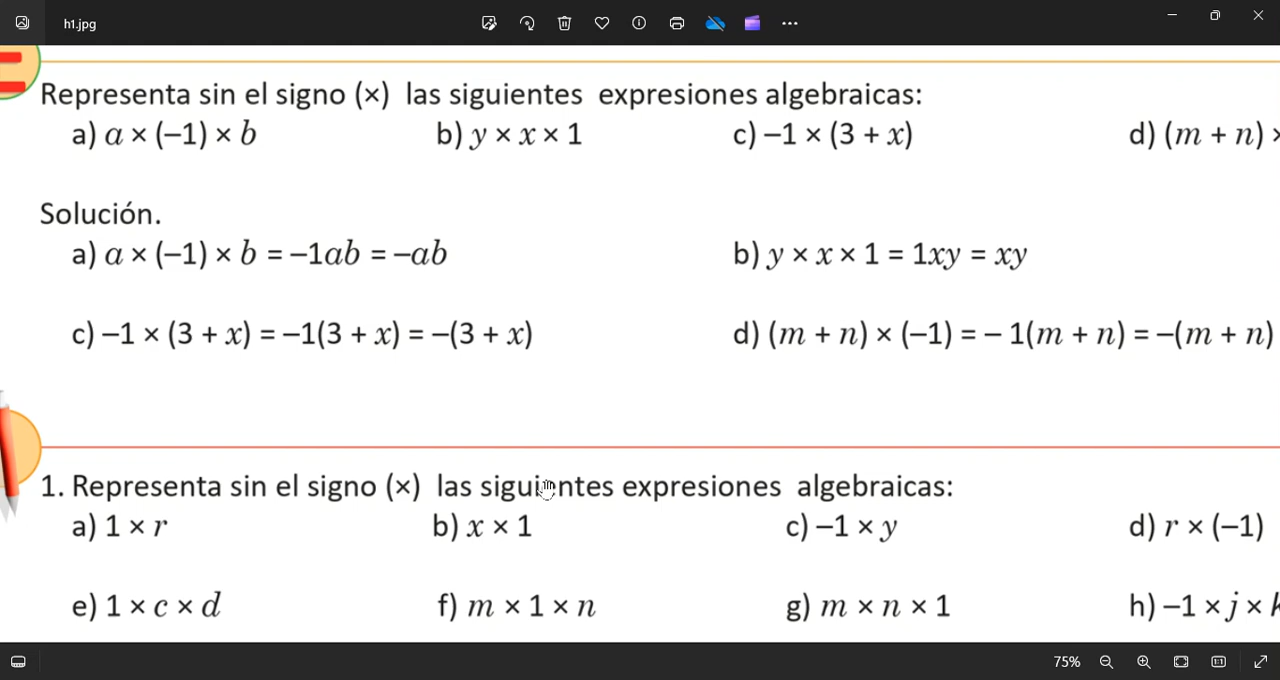 h1.jpg
Representa sin el signo (×) las siguientes expresiones algebraicas:
a) a × (–1) × b b) y × x × 1 c) –1 × (3 + x) d) (m + n) ×
Solución.
a) a × (–1) × b = –1ab = –ab b) y × x × 1 = 1xy = xy
c) –1 × (3 + x) = –1(3 + x) = –(3 + x) d) (m + n) × (–1) = – 1(m + n) = –(m + n)
1. Representa sin el signo (×) las siguientes expresiones algebraicas:
a) 1 × r b) x × 1 c) –1 × y d) r × (–1)
e) 1 × c × d f) m × 1 × n g) m × n × 1 h) –1 × j × k
75%